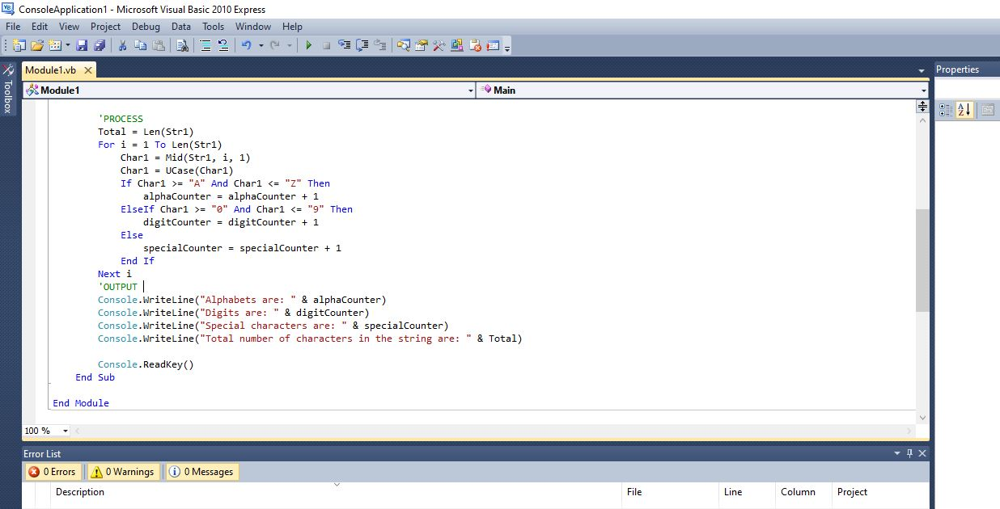 ConsoleApplication1 - Microsoft Visual Basic 2010 Express
File Edit View Project Debug Data Tools Window Help
Toolbox
Module1.vb
Properties
Module1
Main
'PROCESS
Total = Len(Str1)
For i = 1 To Len(Str1)
Char1 = Mid(Str1, i, 1)
Char1 = UCase(Char1)
If Char1 >= "A" And Char1 <= "Z" Then
alphaCounter = alphaCounter + 1
ElseIf Char1 >= "0" And Char1 <= "9" Then
digitCounter = digitCounter + 1
Else
specialCounter = specialCounter + 1
End If
Next i
'OUTPUT
Console.WriteLine("Alphabets are: " & alphaCounter)
Console.WriteLine("Digits are: " & digitCounter)
Console.WriteLine("Special characters are: " & specialCounter)
Console.WriteLine("Total number of characters in the string are: " & Total)
Console.ReadKey()
End Sub
End Module
100 %
Error List
0 Errors 0 Warnings 0 Messages
Description File Line Column Project